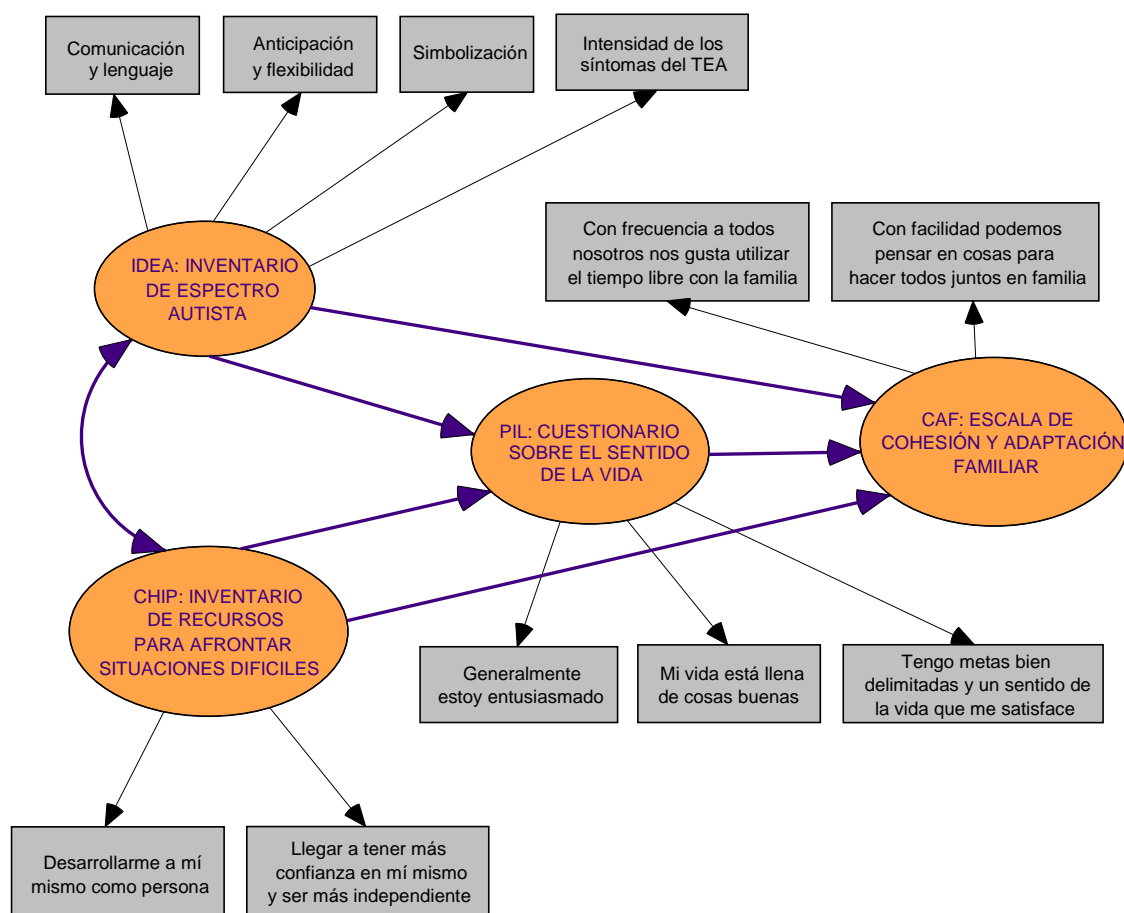 Comunicación
y lenguaje
Anticipación
y flexibilidad
Simbolización
Intensidad de los
síntomas del TEA
IDEA: INVENTARIO
DE ESPECTRO
AUTISTA
Con frecuencia a todos
nosotros nos gusta utilizar
el tiempo libre con la familia
Con facilidad podemos
pensar en cosas para
hacer todos juntos en familia
PIL: CUESTIONARIO
SOBRE EL SENTIDO
DE LA VIDA
CAF: ESCALA DE
COHESIÓN Y ADAPTACIÓN
FAMILIAR
CHIP: INVENTARIO
DE RECURSOS
PARA AFRONTAR
SITUACIONES DIFICILES
Generalmente
estoy entusiasmado
Mi vida está llena
de cosas buenas
Tengo metas bien
delimitadas y un sentido de
la vida que me satisface
Desarrollarme a mí
mismo como persona
Llegar a tener más
confianza en mí mismo
y ser más independiente